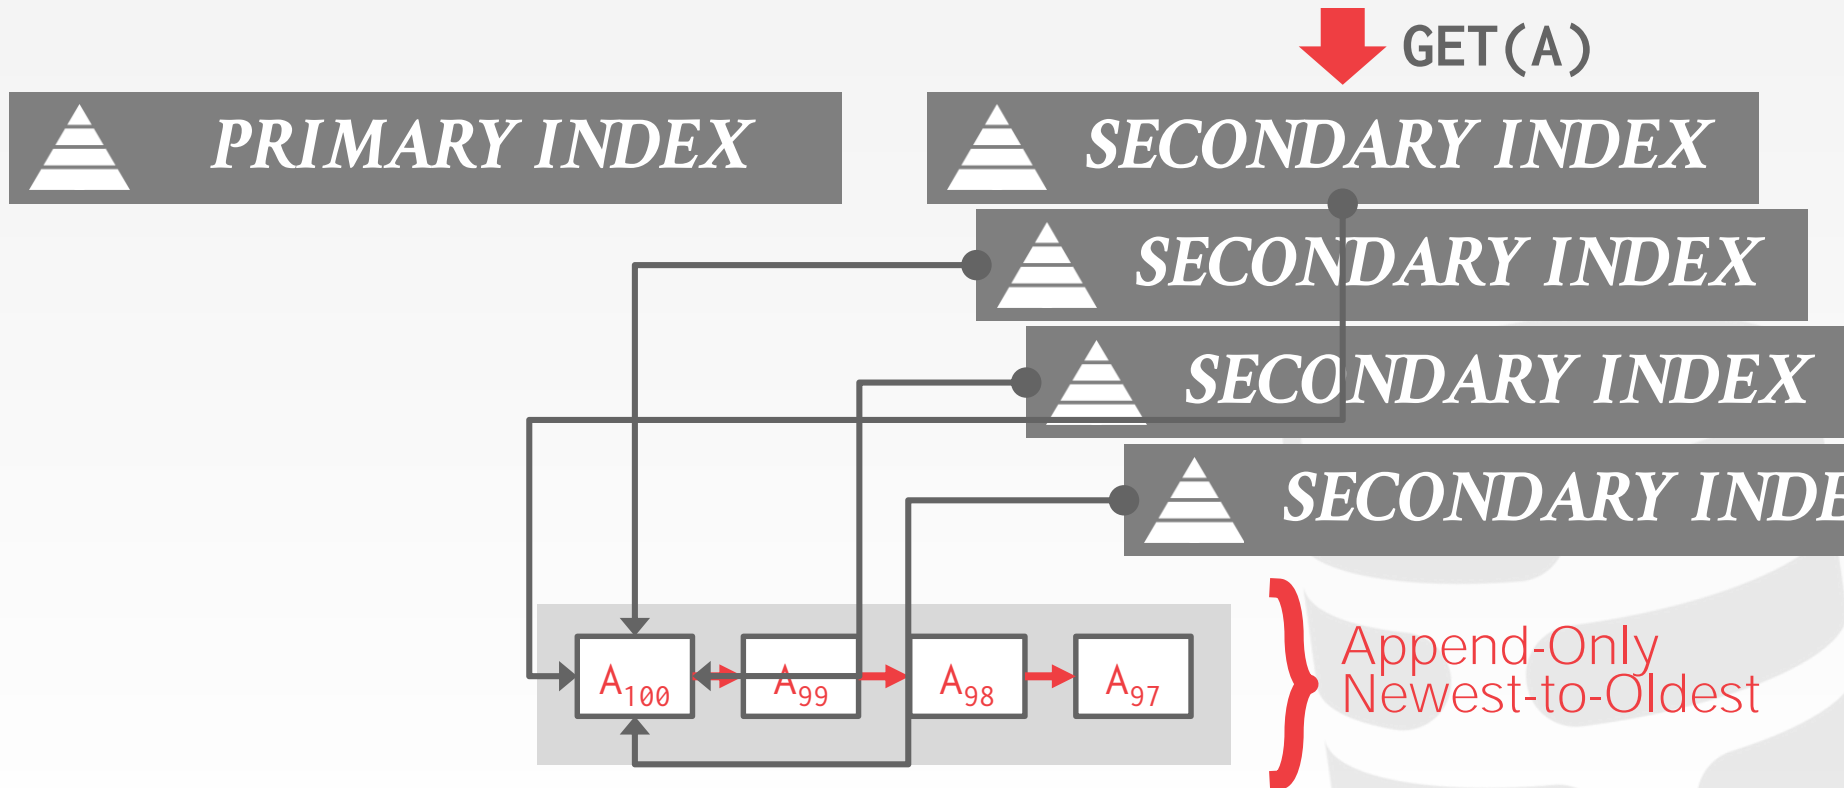 GET(A)
PRIMARY INDEX
SECONDARY INDEX
SECONDARY INDEX
SECONDARY INDEX
SECONDARY INDE
A100
A99
A98
A97
Append-Only
Newest-to-Oldest